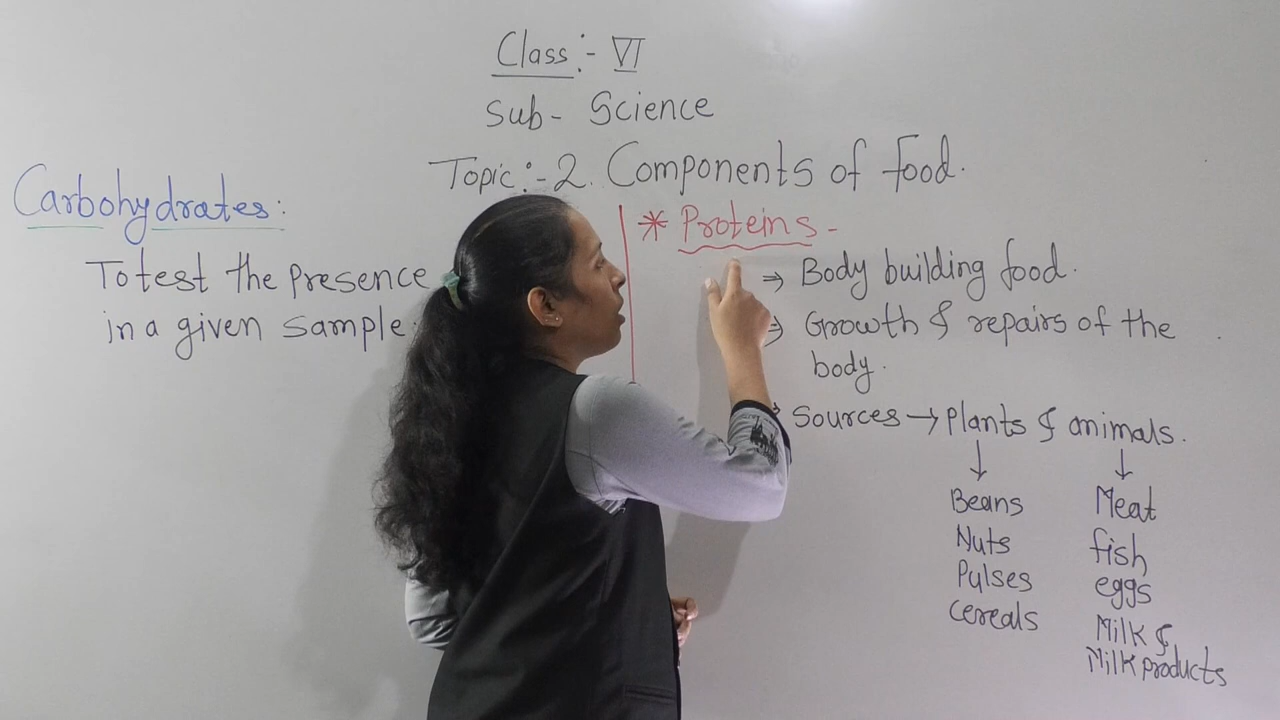 Class:- VI
Sub- Science
Topic:-2. Components of food.
Carbohydrates:
To test the presence
in a given sample.
* Proteins-
⇒ Body building food.
⇒ Growth & repairs of the
body.
Sources → Plants & animals.
↓ ↓
Beans Meat
Nuts fish
Pulses eggs
cereals Milk &
Milk products